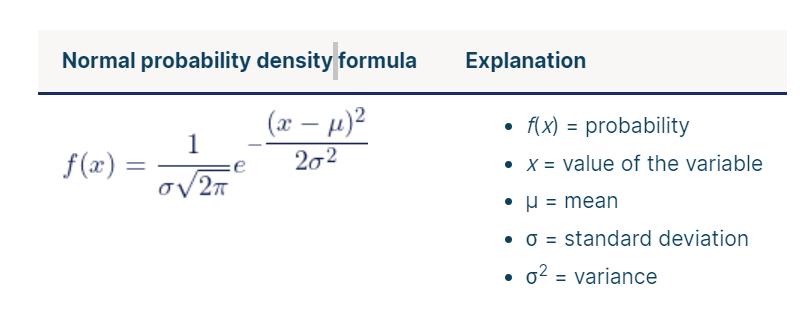 Normal probability density formula
Explanation
f(x) = 1/(σ√2π) e^−(x − μ)²/2σ²
• f(x) = probability
• x = value of the variable
• μ = mean
• σ = standard deviation
• σ² = variance